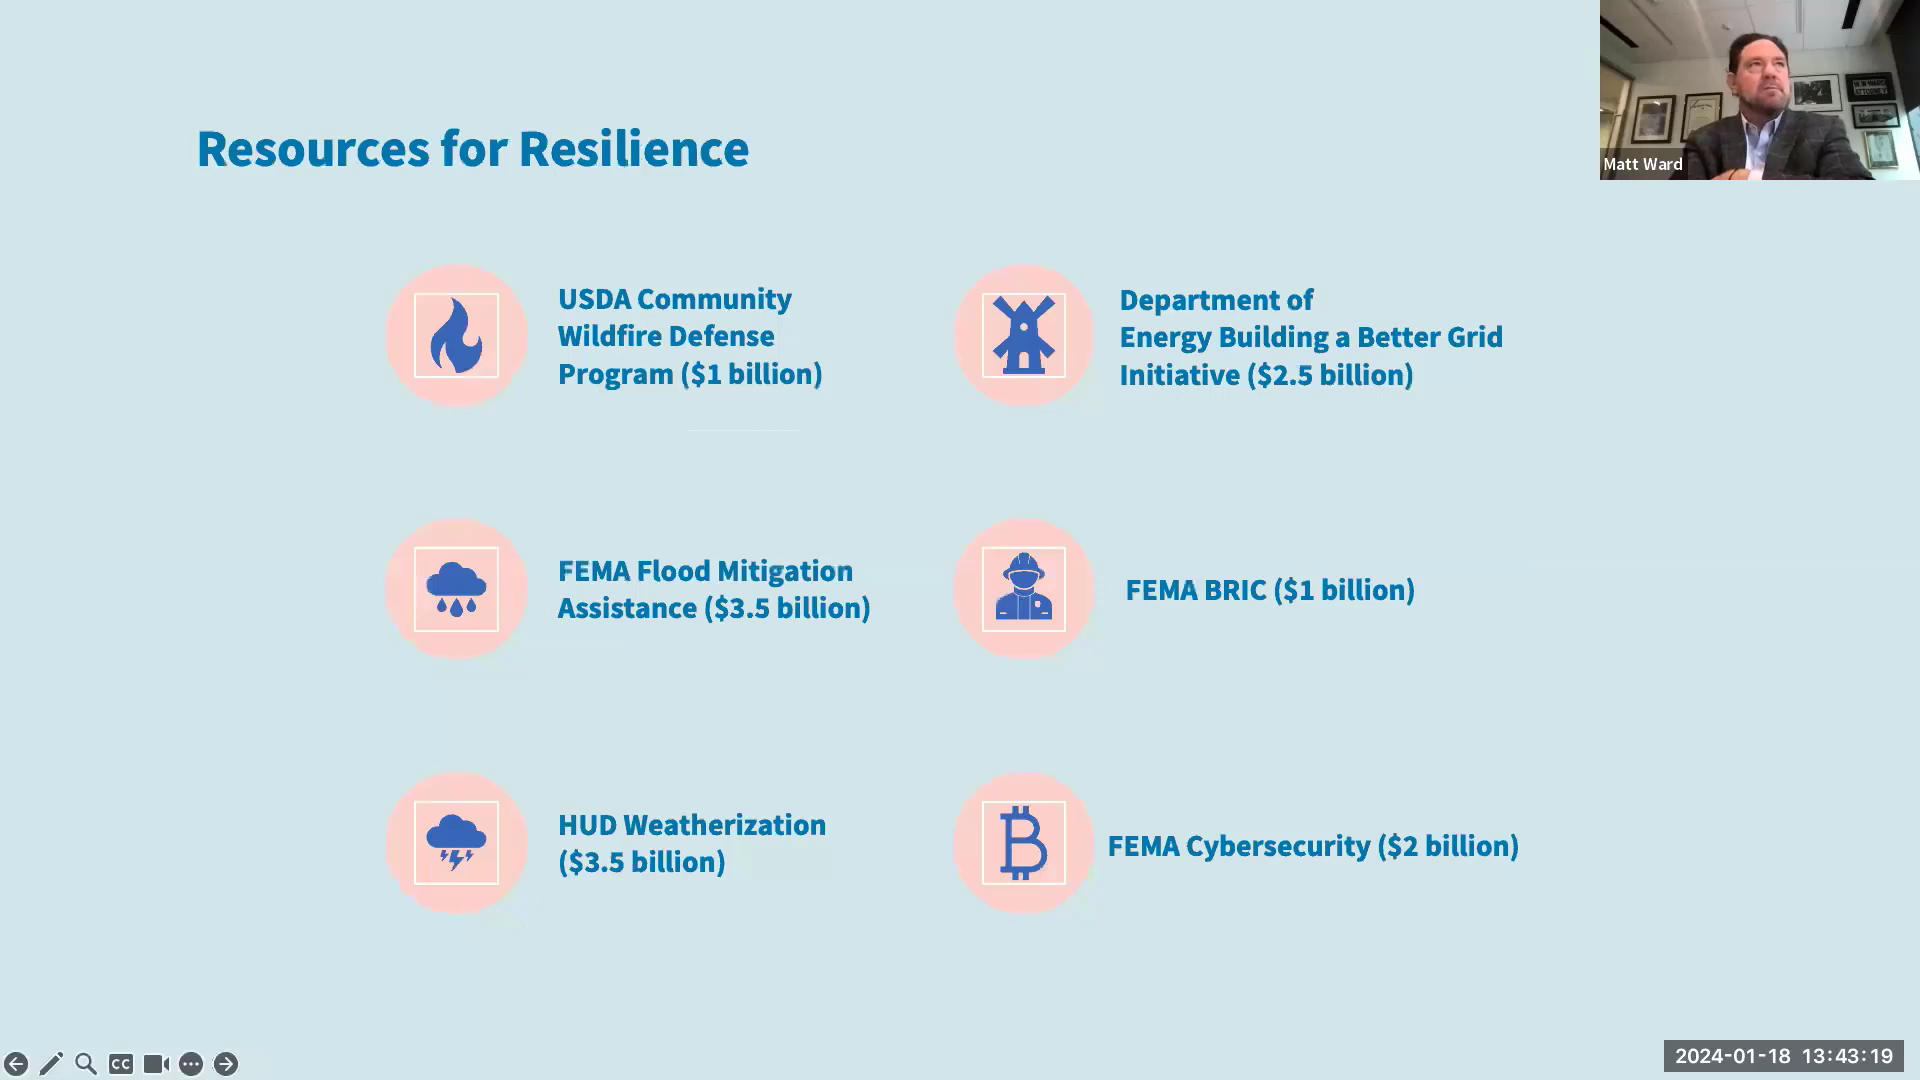 Resources for Resilience
Matt Ward
USDA Community
Wildfire Defense
Program ($1 billion)
Department of
Energy Building a Better Grid
Initiative ($2.5 billion)
FEMA Flood Mitigation
Assistance ($3.5 billion)
FEMA BRIC ($1 billion)
HUD Weatherization
($3.5 billion)
FEMA Cybersecurity ($2 billion)
CC
2024-01-18 13:43:19